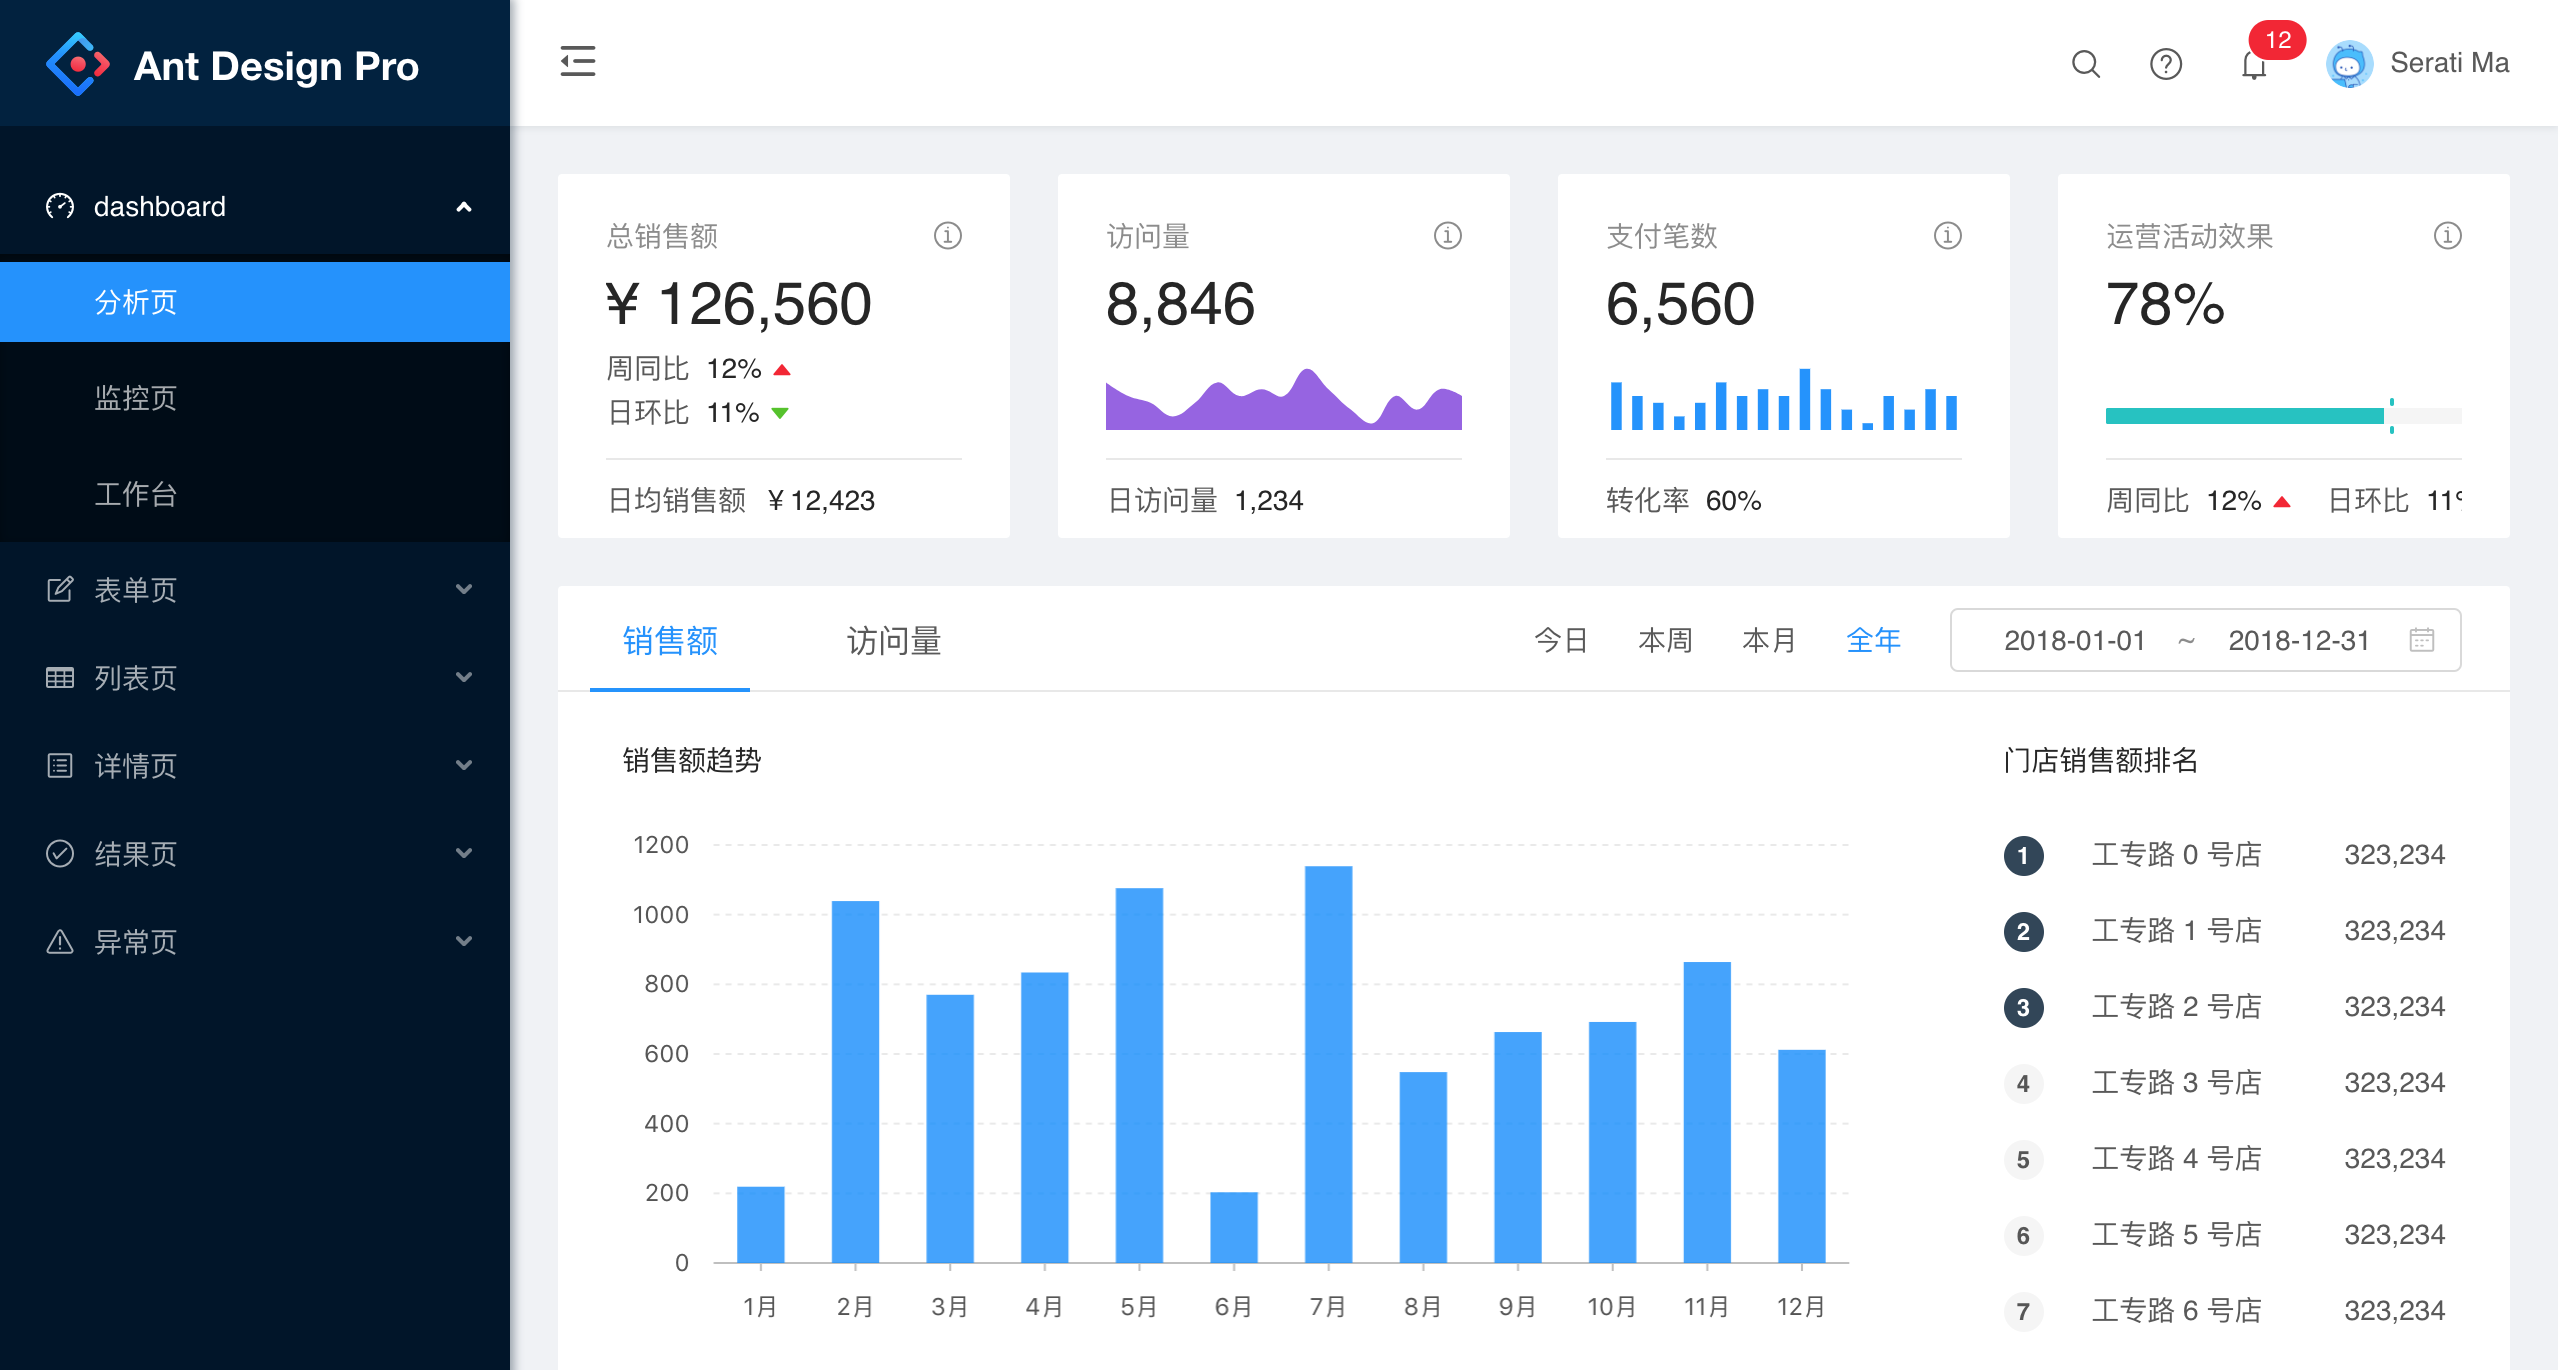 Ant Design Pro
dashboard
分析页
监控页
工作台
表单页
列表页
详情页
结果页
异常页
12
Serati Ma
总销售额
¥ 126,560
周同比 12%
日环比 11%
日均销售额 ¥ 12,423
访问量
8,846
日访问量 1,234
支付笔数
6,560
转化率 60%
运营活动效果
78%
周同比 12% 日环比 11
销售额 访问量 今日 本周 本月 全年 2018-01-01 ~ 2018-12-31
销售额趋势
1200
1000
800
600
400
200
0
1月 2月 3月 4月 5月 6月 7月 8月 9月 10月 11月 12月
门店销售额排名
1 工专路 0 号店 323,234
2 工专路 1 号店 323,234
3 工专路 2 号店 323,234
4 工专路 3 号店 323,234
5 工专路 4 号店 323,234
6 工专路 5 号店 323,234
7 工专路 6 号店 323,234